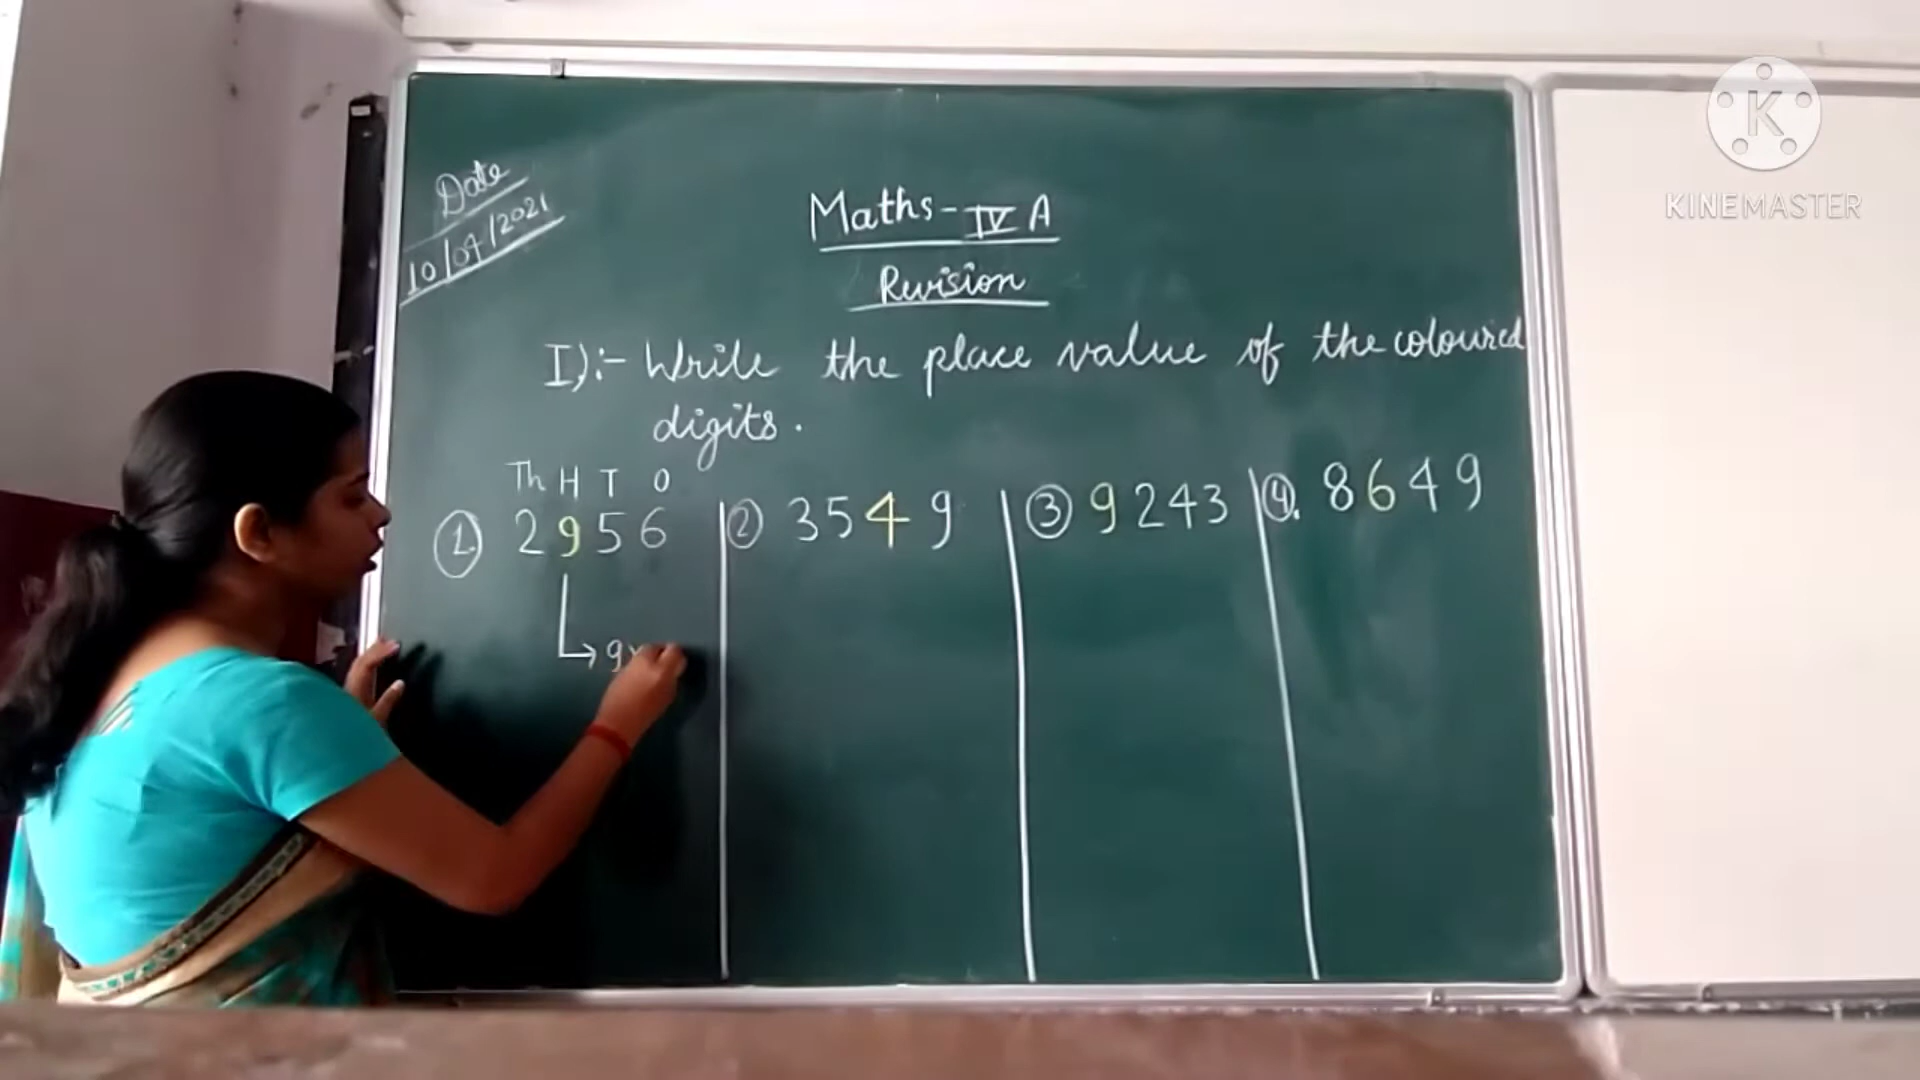 Date
10/07/2021
Maths - IV A
Revision
I):- Write the place value of the coloured
digits.
Th H T O
1. 2956
2 3549
3 9243
4. 8649
9×
K
KINEMASTER